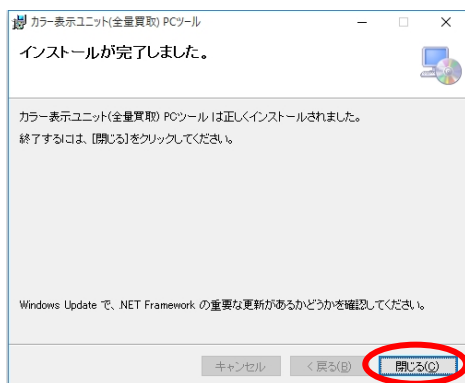 カラー表示ユニット(全量買取) PCツール
インストールが完了しました。
カラー表示ユニット(全量買取) PCツール は正しくインストールされました。
終了するには、[閉じる]をクリックしてください。
Windows Update で、.NET Framework の重要な更新があるかどうかを確認してください。
キャンセル < 戻る(B) 閉じる(C)